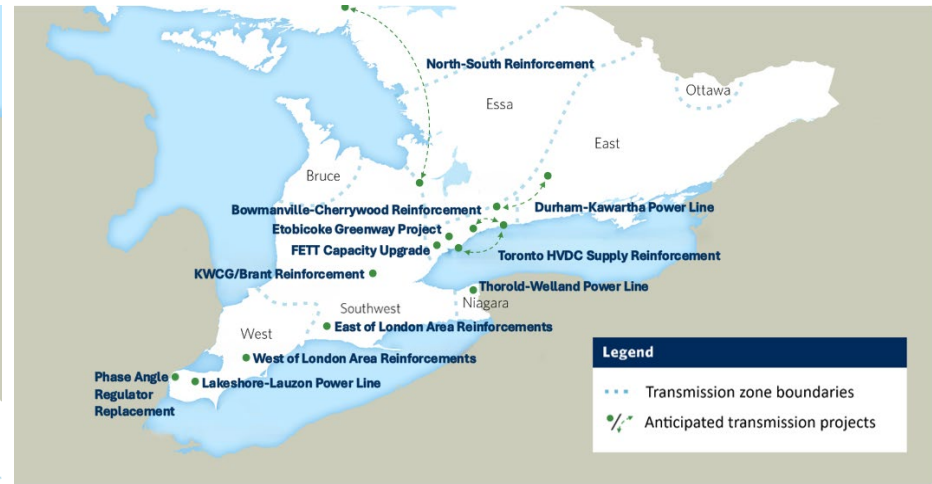 North-South Reinforcement
Essa
Ottawa
East
Bruce
Bowmanville-Cherrywood Reinforcement
Durham-Kawartha Power Line
Etobicoke Greenway Project
FETT Capacity Upgrade
Toronto HVDC Supply Reinforcement
KWCG/Brant Reinforcement
Thorold-Welland Power Line
Niagara
Southwest
East of London Area Reinforcements
West
West of London Area Reinforcements
Phase Angle
Regulator
Replacement
Lakeshore-Lauzon Power Line
Legend
Transmission zone boundaries
Anticipated transmission projects